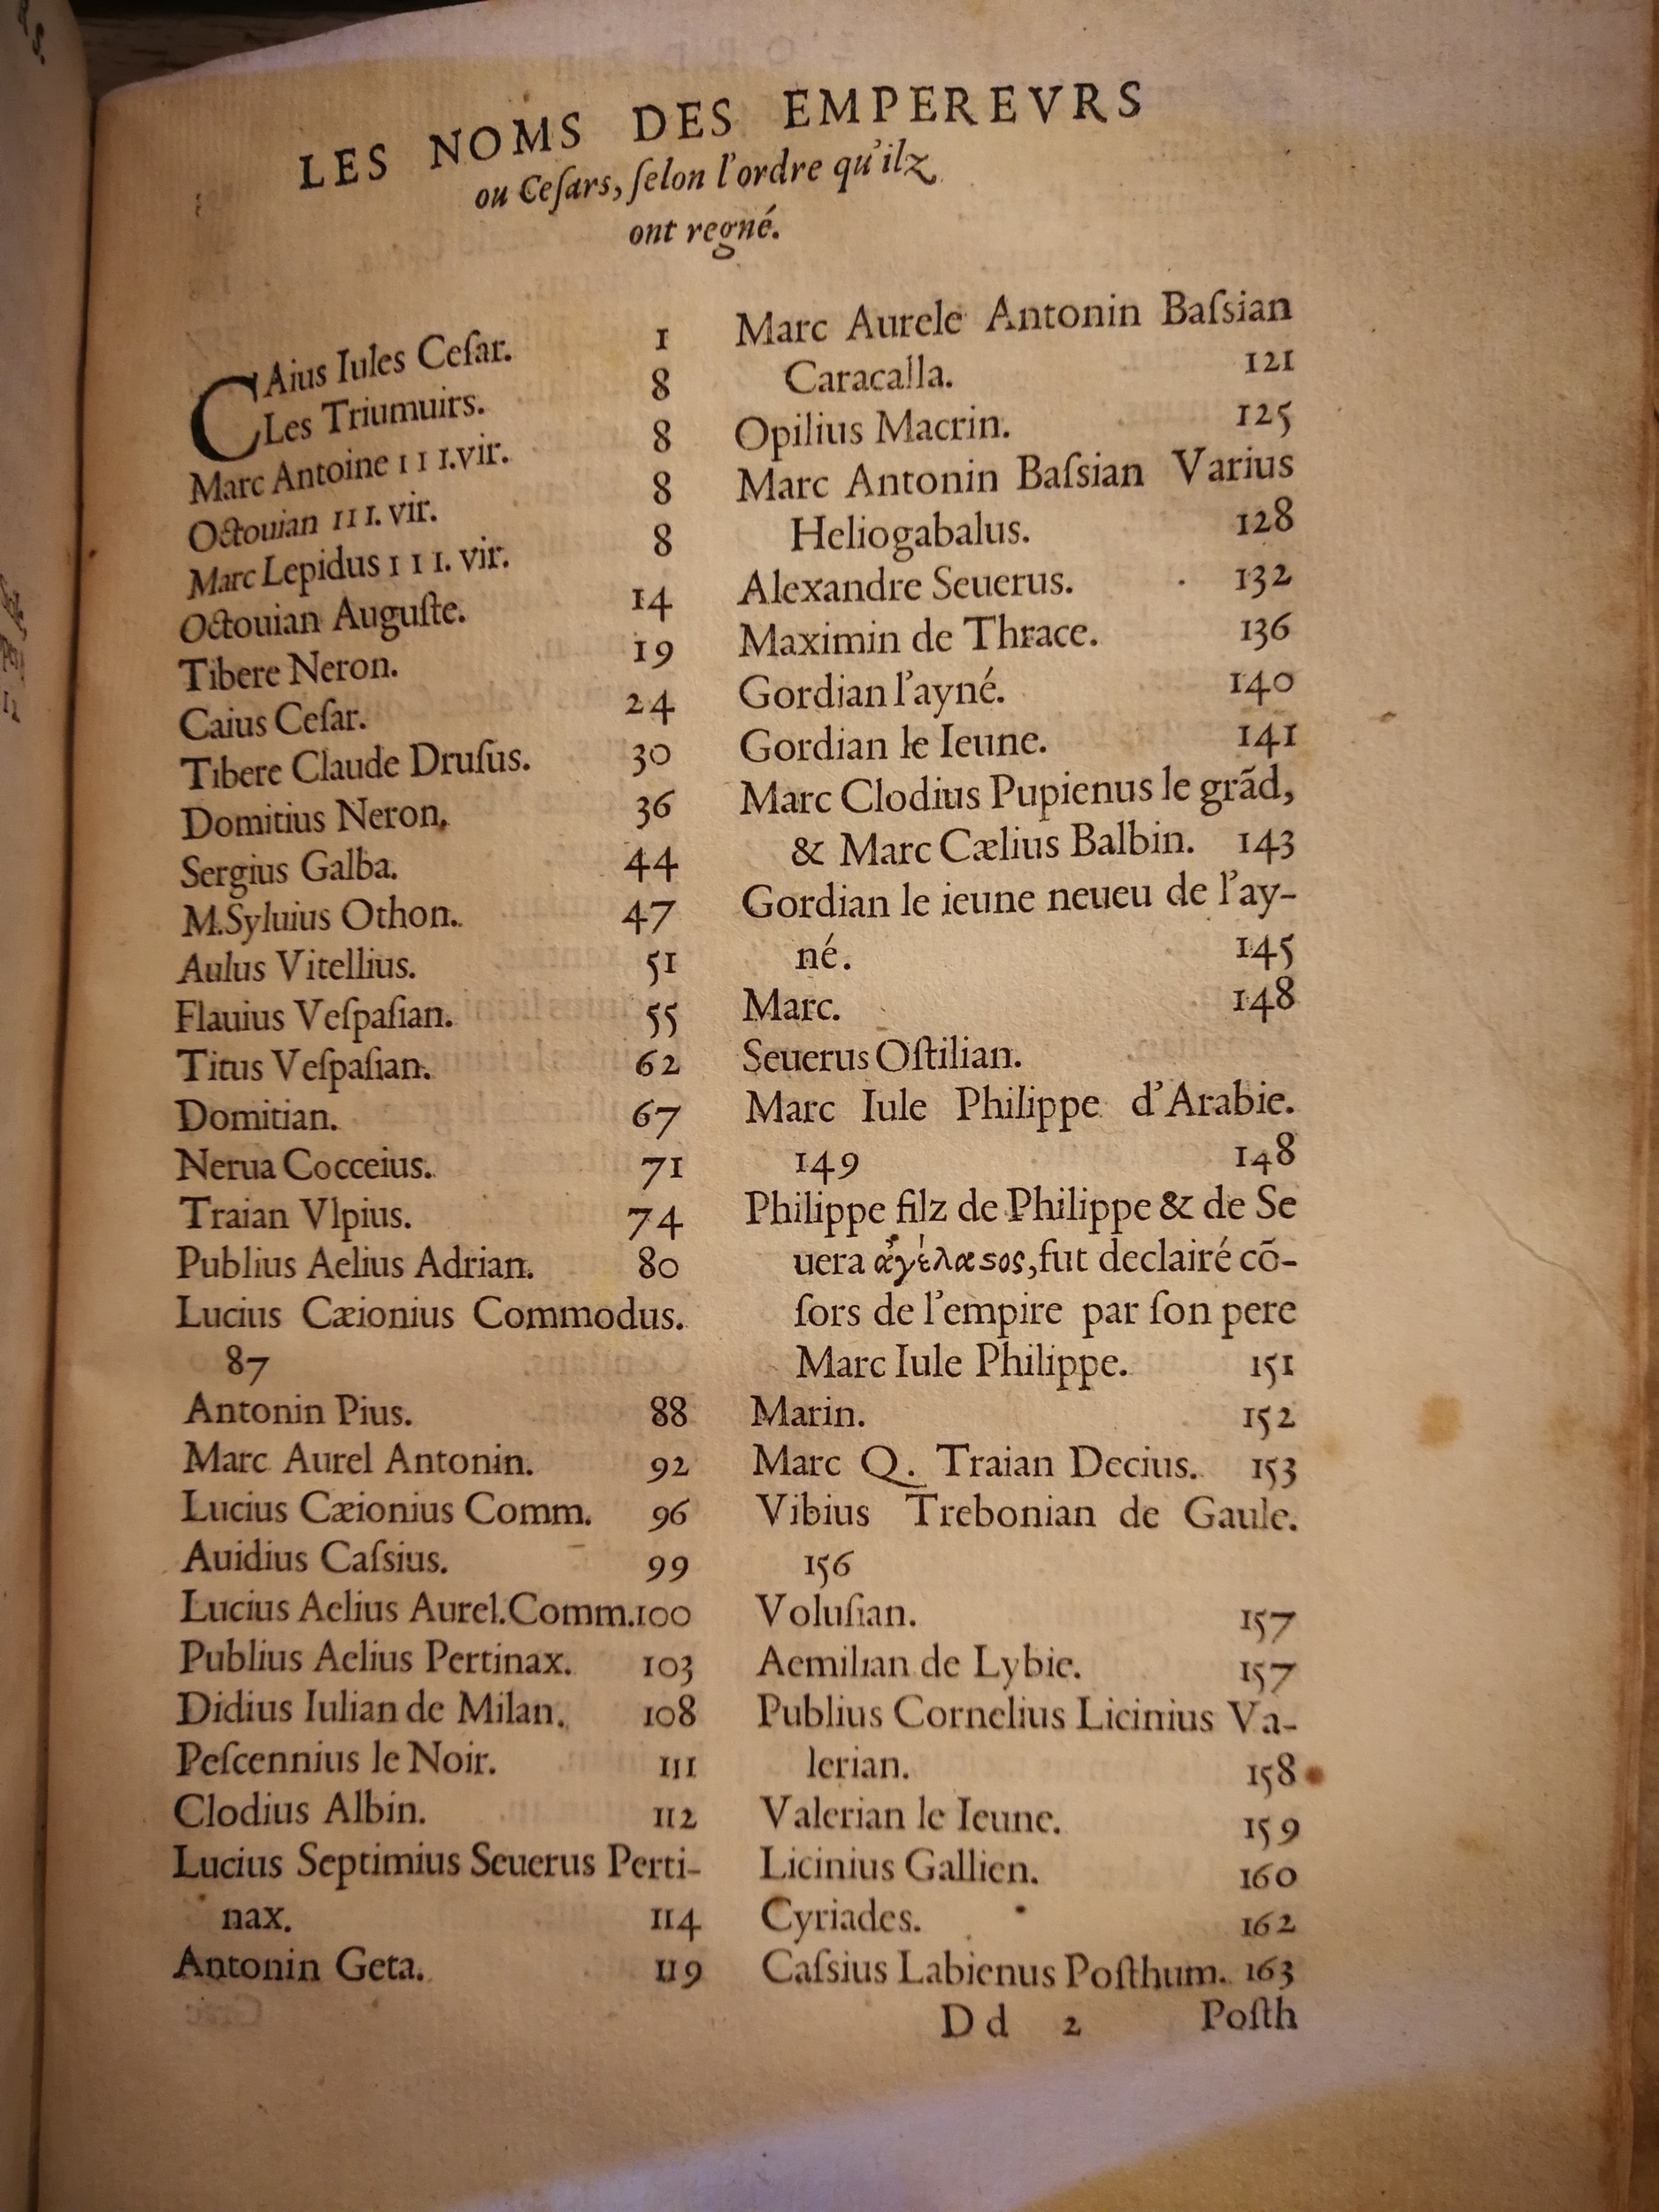 LES NOMS DES EMPEREVRS
ou Ceſars, ſelon l'ordre qu'ilz
ont regné.
CAius Iules Ceſar. 1
Les Triumuirs. 8
Marc Antoine III.vir. 8
Octouian III. vir. 8
Marc Lepidus III. vir. 8
Octouian Auguſte. 14
Tibere Neron. 19
Caius Ceſar. 24
Tibere Claude Druſus. 30
Domitius Neron. 36
Sergius Galba. 44
M.Syluius Othon. 47
Aulus Vitellius. 51
Flauius Veſpaſian. 55
Titus Veſpaſian. 62
Domitian. 67
Nerua Cocceius. 71
Traian Vlpius. 74
Publius Aelius Adrian. 80
Lucius Cæionius Commodus.
87
Antonin Pius. 88
Marc Aurel Antonin. 92
Lucius Cæionius Comm. 96
Auidius Caſsius. 99
Lucius Aelius Aurel.Comm.100
Publius Aelius Pertinax. 103
Didius Iulian de Milan. 108
Peſcennius le Noir. 111
Clodius Albin. 112
Lucius Septimius Seuerus Perti-
nax. 114
Antonin Geta. 119
Marc Aurele Antonin Baſsian
Caracalla. 121
Opilius Macrin. 125
Marc Antonin Baſsian Varius
Heliogabalus. 128
Alexandre Seuerus. 132
Maximin de Thrace. 136
Gordian l'ayné. 140
Gordian le Ieune. 141
Marc Clodius Pupienus le grãd,
& Marc Cælius Balbin. 143
Gordian le ieune neueu de l'ay-
né. 145
Marc. 148
Seuerus Oſtilian.
Marc Iule Philippe d'Arabie.
149 148
Philippe filz de Philippe & de Se
uera ἀγέλαςος, fut declairé cõ-
ſors de l'empire par ſon pere
Marc Iule Philippe. 151
Marin. 152
Marc Q. Traian Decius. 153
Vibius Trebonian de Gaule.
156
Voluſian. 157
Aemilian de Lybie. 157
Publius Cornelius Licinius Va-
lerian. 158
Valerian le Ieune. 159
Licinius Gallien. 160
Cyriades. 162
Caſsius Labienus Poſthum. 163
Dd 2 Poſth